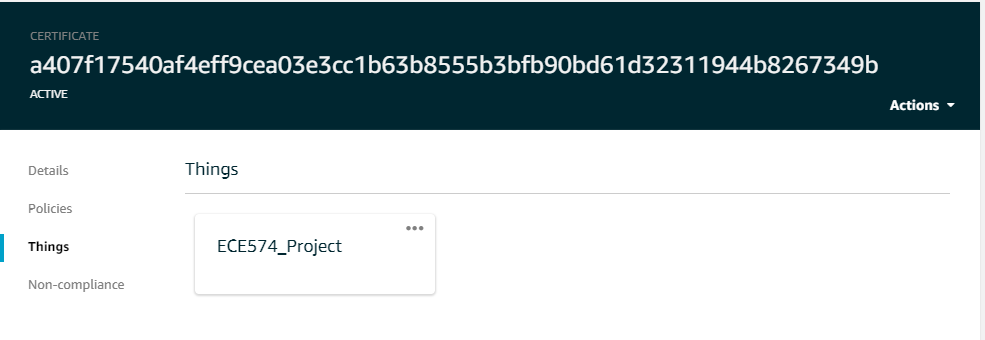 CERTIFICATE
a407f17540af4eff9cea03e3cc1b63b8555b3bfb90bd61d32311944b8267349b
ACTIVE
Actions
Details
Policies
Things
Non-compliance
Things
ECE574_Project